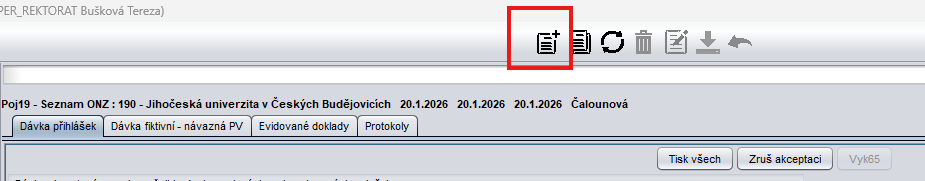 PER_REKTORAT Bušková Tereza)
Poj19 - Seznam ONZ : 190 - Jihočeská univerzita v Českých Budějovicích 20.1.2026 20.1.2026 20.1.2026 Čalounová
Dávka přihlášek Dávka fiktivní - návazná PV Evidované doklady Protokoly
Tisk všech Zruš akceptaci Vyk65